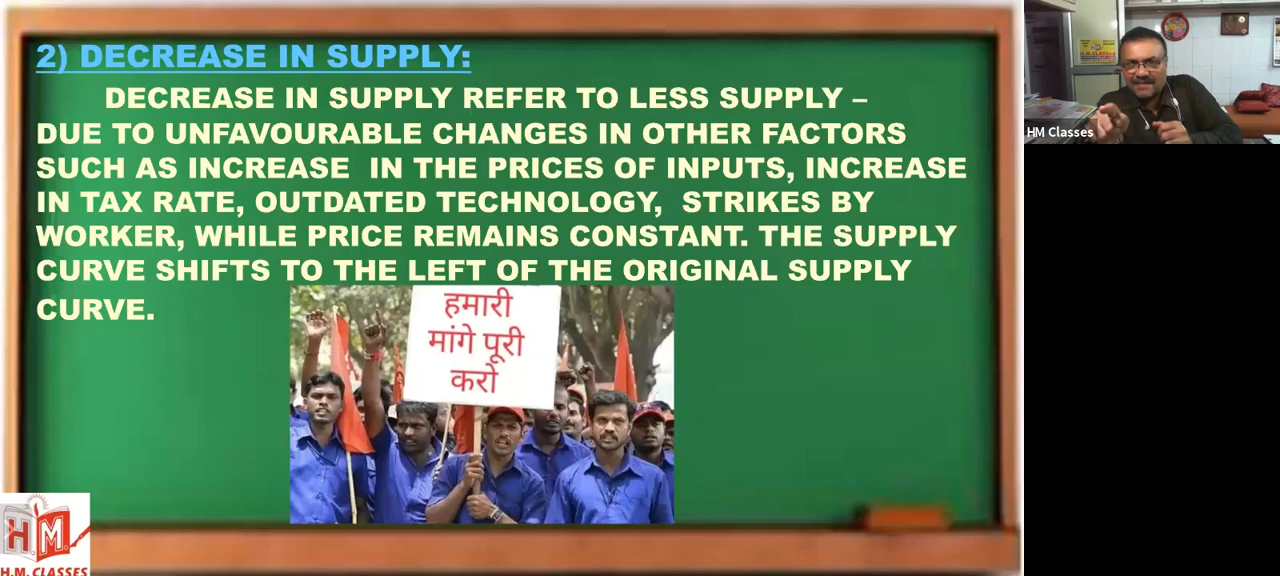 2) DECREASE IN SUPPLY:
DECREASE IN SUPPLY REFER TO LESS SUPPLY –
DUE TO UNFAVOURABLE CHANGES IN OTHER FACTORS
SUCH AS INCREASE IN THE PRICES OF INPUTS, INCREASE
IN TAX RATE, OUTDATED TECHNOLOGY, STRIKES BY
WORKER, WHILE PRICE REMAINS CONSTANT. THE SUPPLY
CURVE SHIFTS TO THE LEFT OF THE ORIGINAL SUPPLY
CURVE.
हमारी
मांगे पूरी
करो
H.M.
H.M. CLASSES
HM Classes